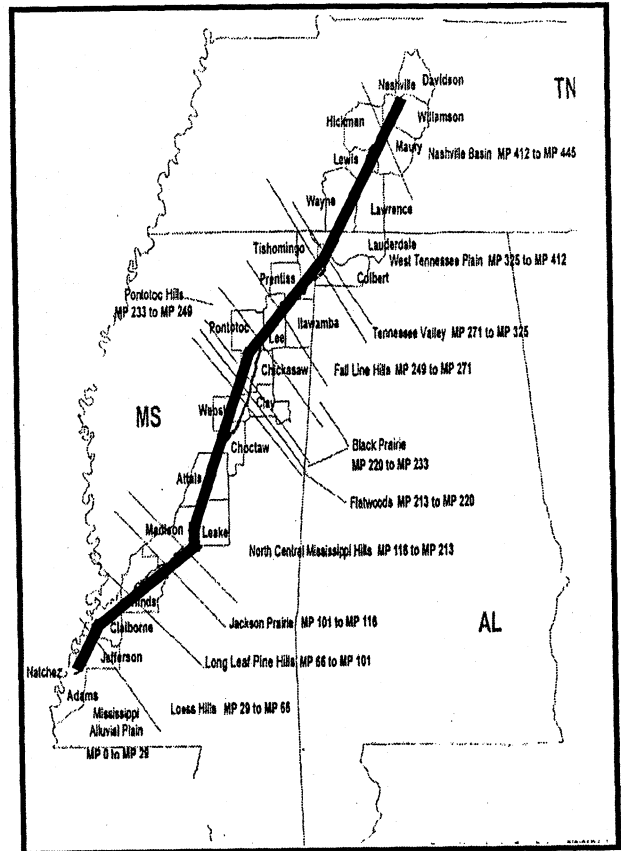 Nashville
Davidson
TN
Hickman
Williamson
Maury
Lewis
Nashville Basin MP 412 to MP 445
Wayne
Lawrence
Tishomingo
Lauderdale
West Tennessee Plain MP 325 to MP 412
Prentiss
Colbert
Pontotoc Hills
MP 233 to MP 249
Itawamba
Pontotoc
Lee
Tennessee Valley MP 271 to MP 325
Chickasaw
Fall Line Hills MP 249 to MP 271
Clay
MS
Choctaw
Black Prairie
MP 220 to MP 233
Attala
Flatwoods MP 213 to MP 220
Madison
Leake
North Central Mississippi Hills MP 116 to MP 213
Claiborne
Jackson Prairie MP 101 to MP 116
AL
Jefferson
Long Leaf Pine Hills MP 66 to MP 101
Natchez
Adams
Loess Hills MP 29 to MP 66
Mississippi
Alluvial Plain
MP 0 to MP 29